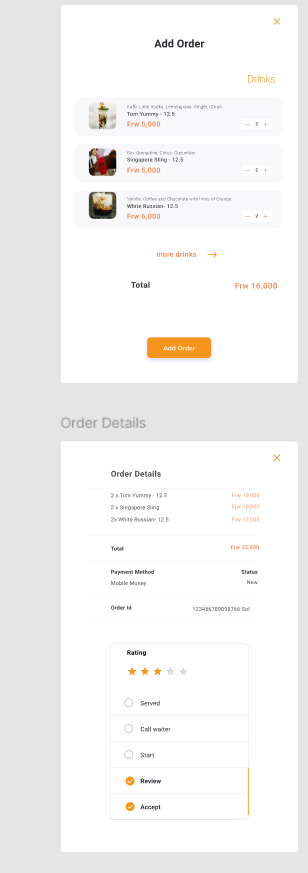 Add Order
Drinks
Kaffir Lime Vodka, Lemongrass, Ginger, Citrus
Tom Yummy - 12.5
Frw 5,000
— 2 +
Gin, Grenadine, Citrus, Cucumber
Singapore Sling - 12.5
Frw 5,000
— 2 +
Vanilla, Coffee and Chocolate with hints of Orange
White Russian- 12.5
Frw 6,000
— 2 +
more drinks →
Total Frw 16,000
Add Order
Order Details
Order Details
2 x Tom Yummy - 12.5 Frw 10,000
2 x Singapore Sling Frw 10,000
2x White Russian- 12.5 Frw 12,000
Total Frw 22,000
Payment Method Status
Mobile Money New
Order Id 123456789098766 Sol
Rating
Served
Call waiter
Start
Review
Accept